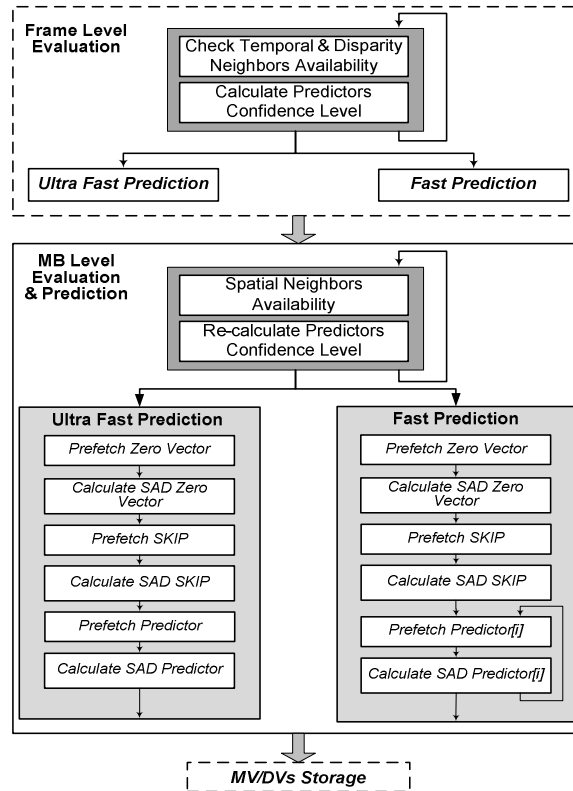 Frame Level
Evaluation
Check Temporal & Disparity
Neighbors Availability
Calculate Predictors
Confidence Level
Ultra Fast Prediction
Fast Prediction
MB Level
Evaluation
& Prediction
Spatial Neighbors
Availability
Re-calculate Predictors
Confidence Level
Ultra Fast Prediction
Prefetch Zero Vector
Calculate SAD Zero
Vector
Prefetch SKIP
Calculate SAD SKIP
Prefetch Predictor
Calculate SAD Predictor
Fast Prediction
Prefetch Zero Vector
Calculate SAD Zero
Vector
Prefetch SKIP
Calculate SAD SKIP
Prefetch Predictor[i]
Calculate SAD Predictor[i]
MV/DVs Storage